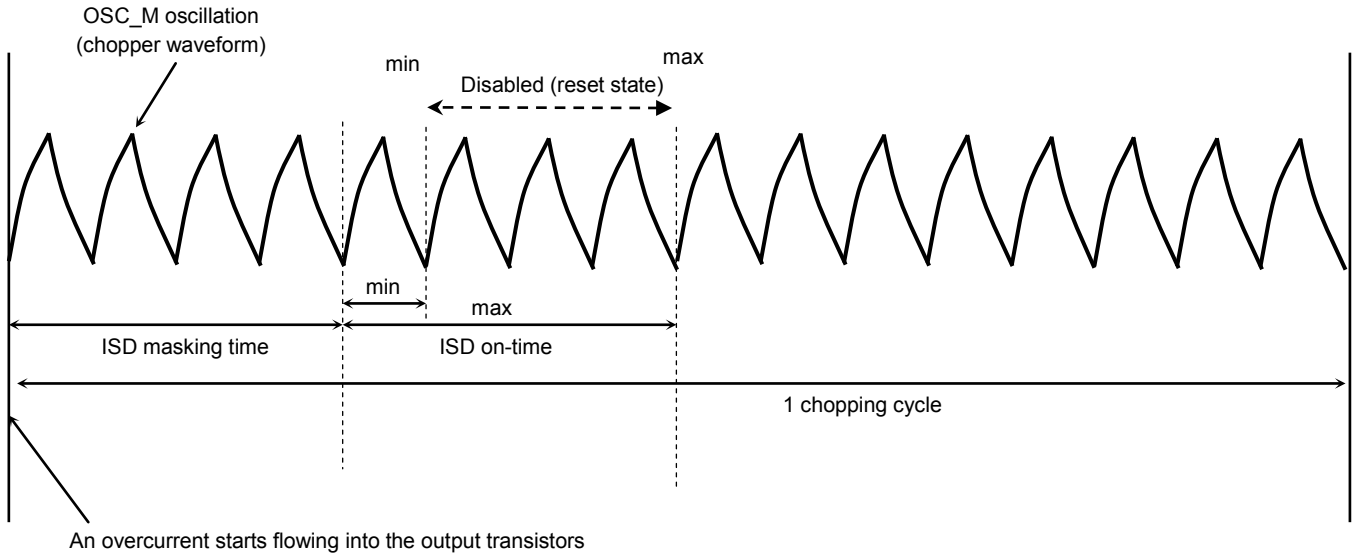 OSC_M oscillation
(chopper waveform)
min
max
Disabled (reset state)
min
max
ISD masking time
ISD on-time
1 chopping cycle
An overcurrent starts flowing into the output transistors